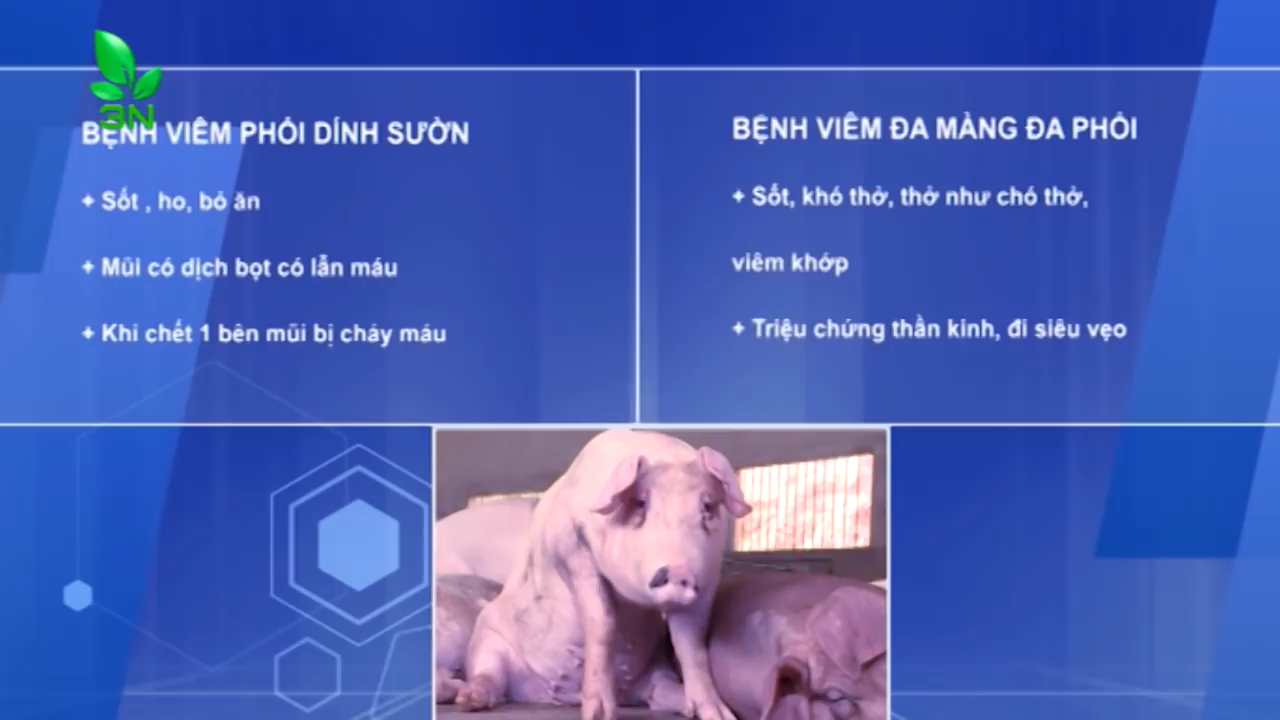 3N
BỆNH VIÊM PHỔI DÍNH SƯỜN
+ Sốt , ho, bỏ ăn
+ Mũi có dịch bọt có lẫn máu
+ Khi chết 1 bên mũi bị chảy máu
BỆNH VIÊM ĐA MÀNG ĐA PHỔI
+ Sốt, khó thở, thở như chó thở,
viêm khớp
+ Triệu chứng thần kinh, đi siêu vẹo